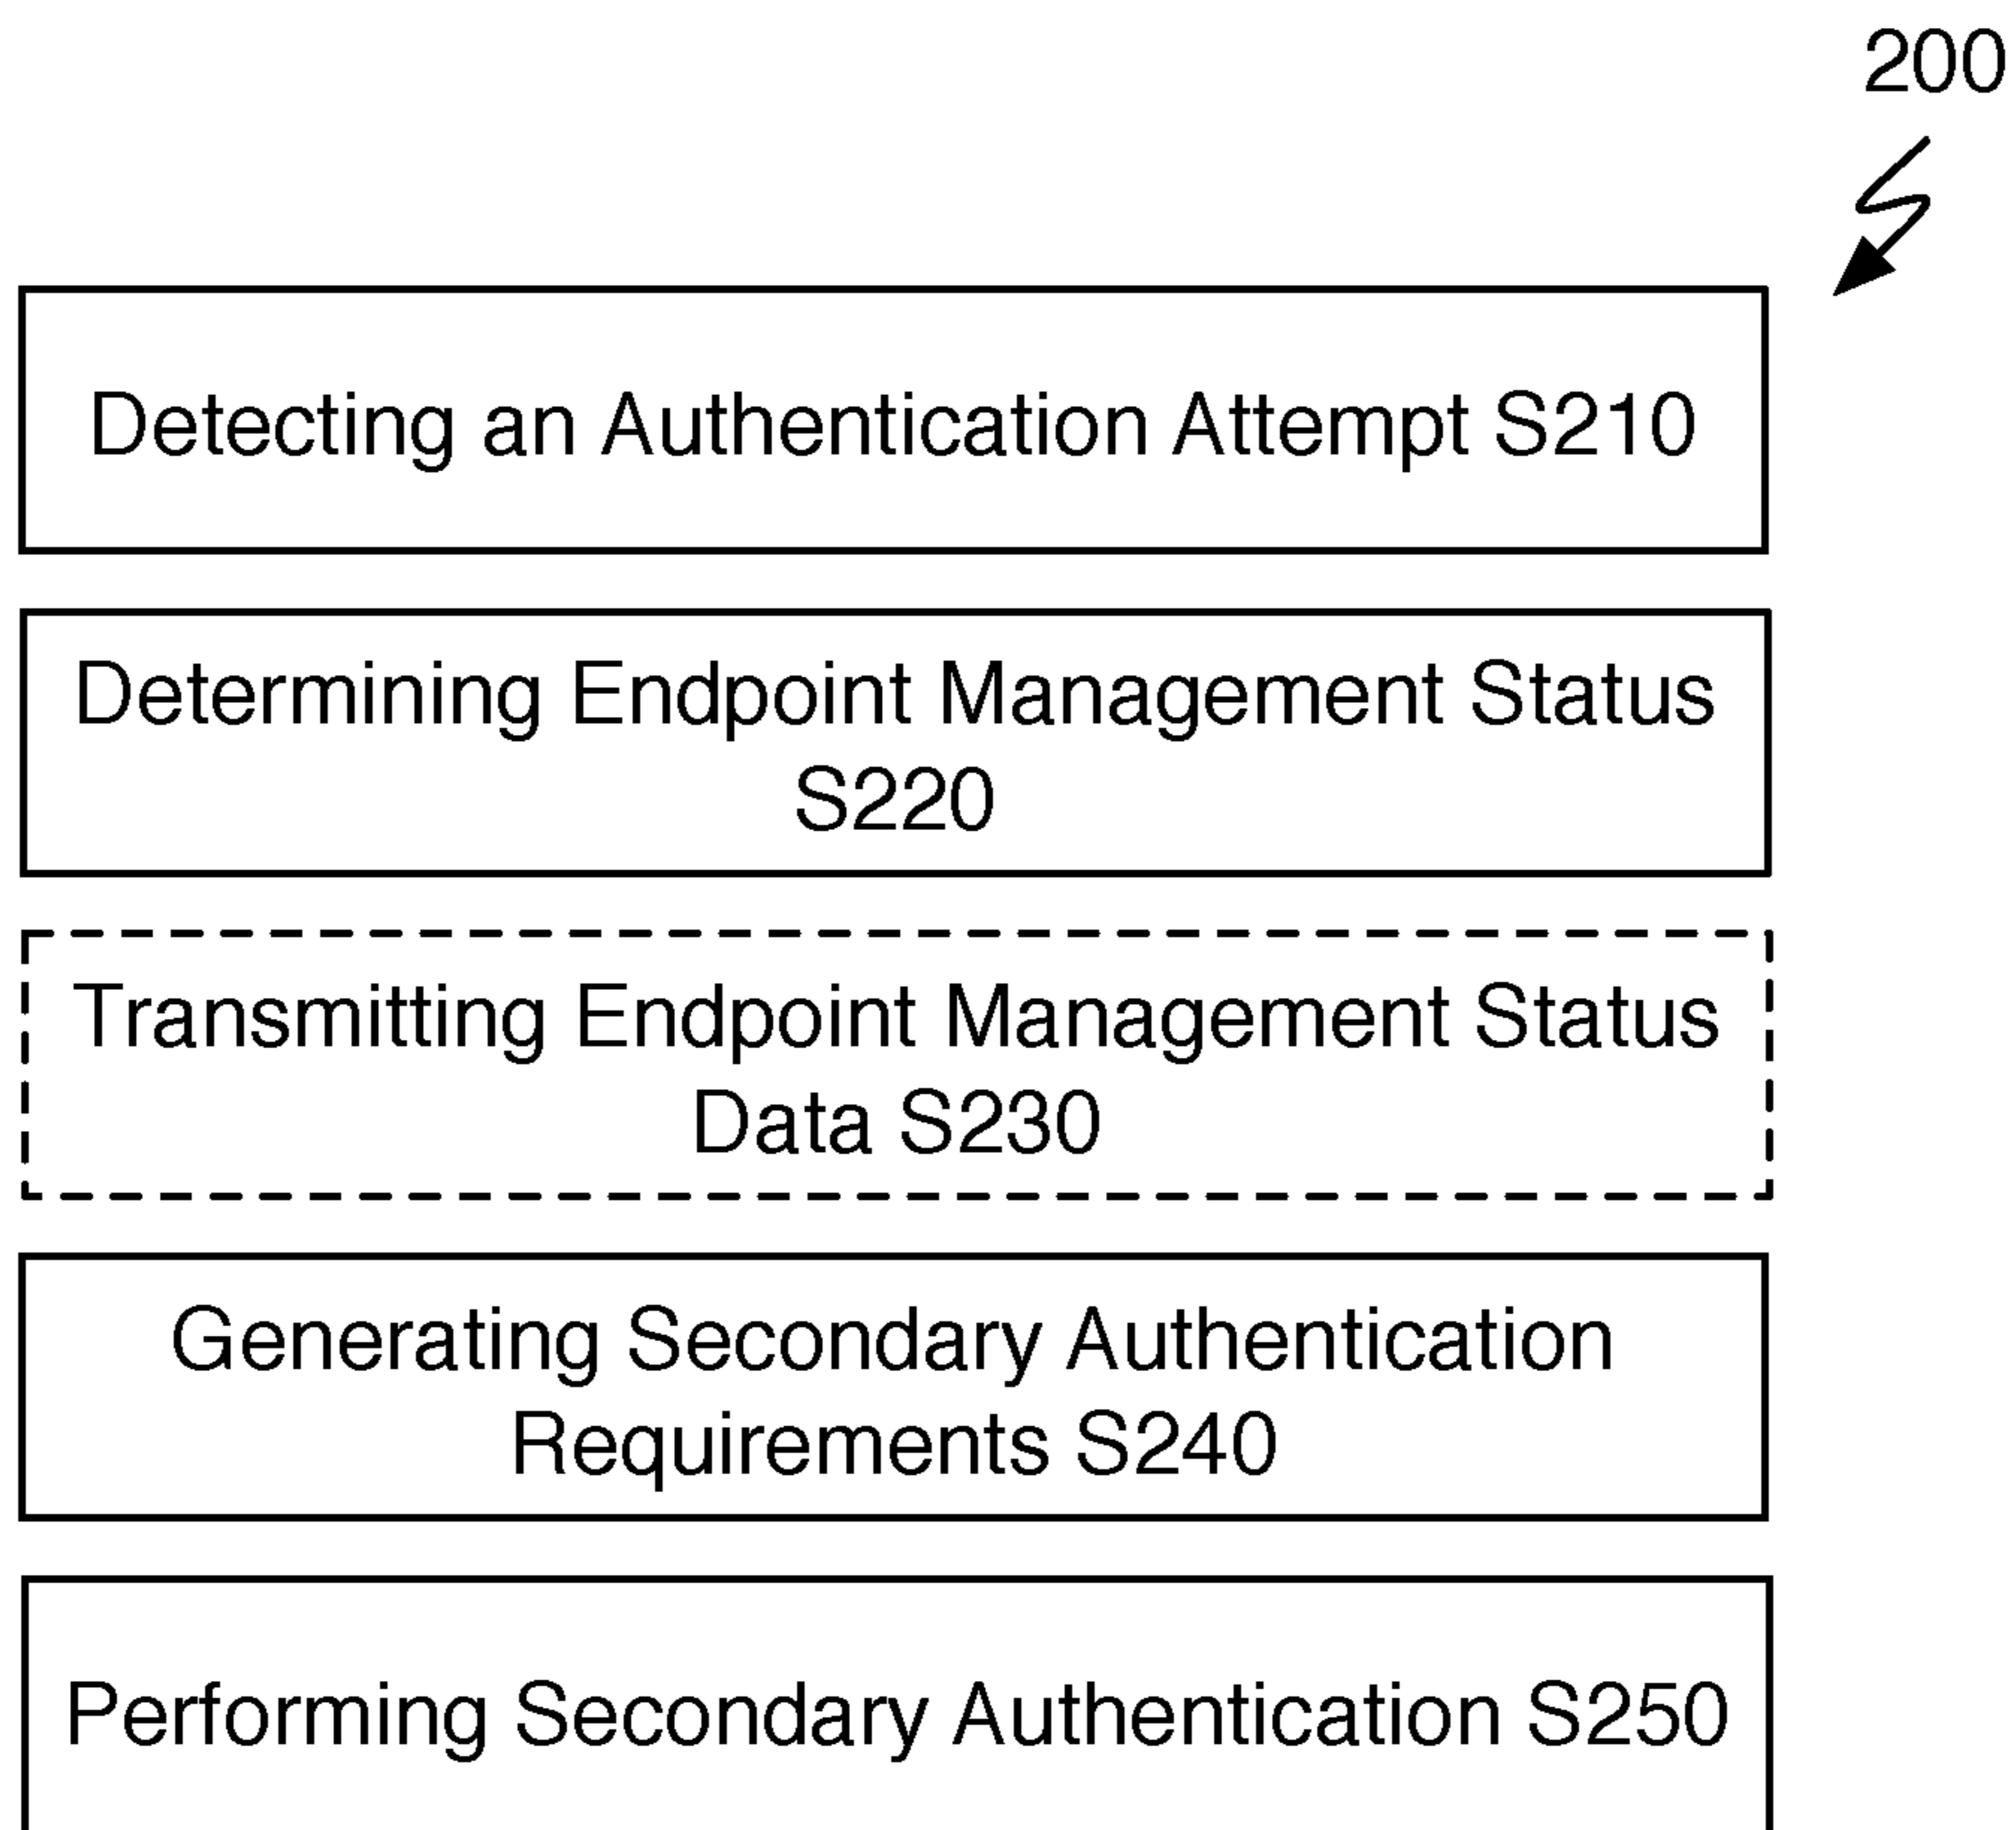 200
Detecting an Authentication Attempt S210
Determining Endpoint Management Status
S220
Transmitting Endpoint Management Status
Data S230
Generating Secondary Authentication
Requirements S240
Performing Secondary Authentication S250